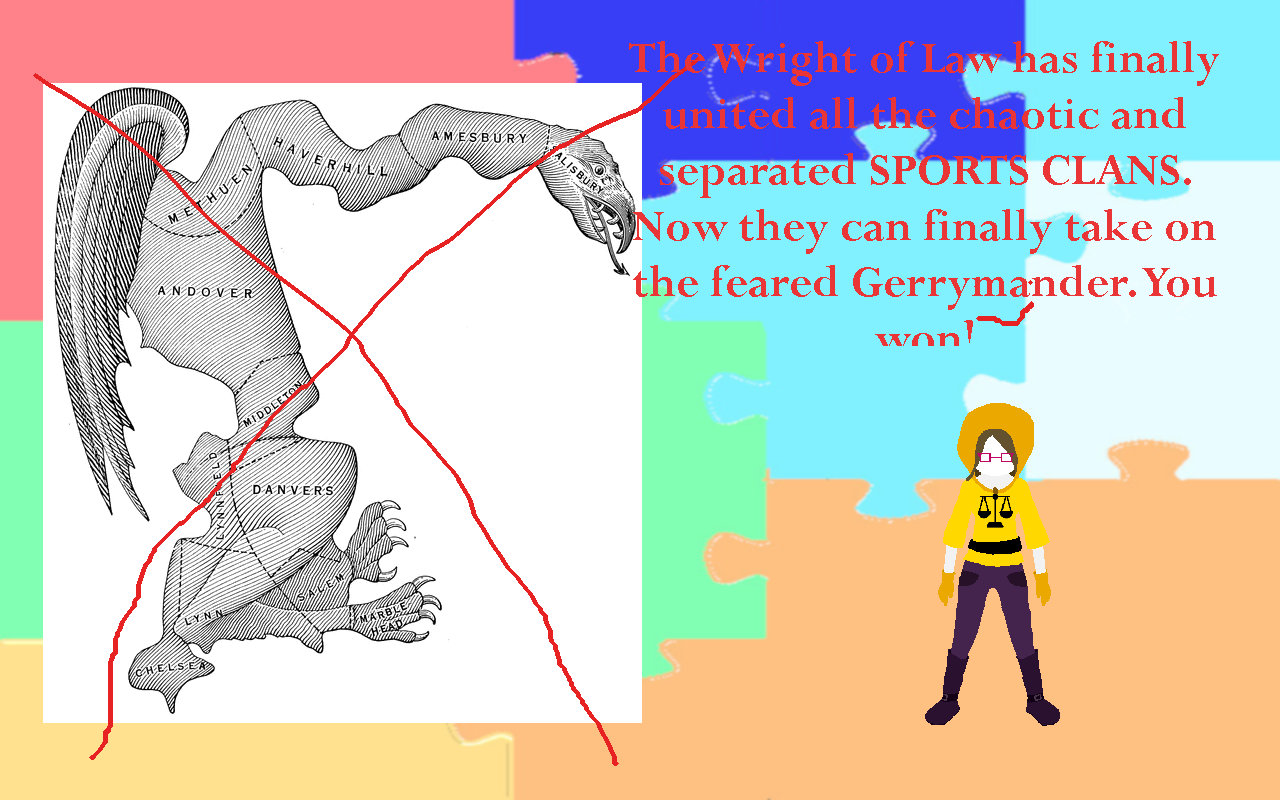 The Wright of Law has finally
united all the chaotic and
separated SPORTS CLANS.
Now they can finally take on
the feared Gerrymander. You
won!
METHUEN
HAVERHILL
AMESBURY
SALISBURY
ANDOVER
MIDDLETON
LYNNFIELD
DANVERS
SALEM
LYNN
MARBLE
HEAD
CHELSEA